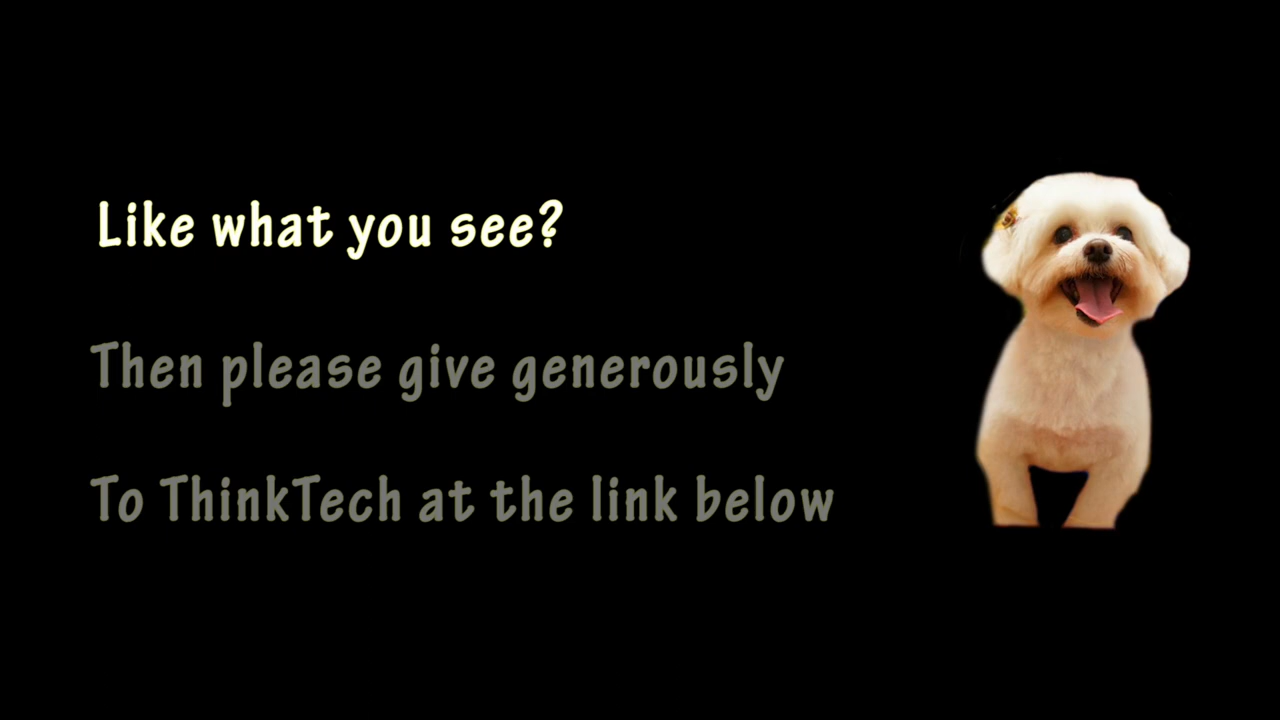 Like what you see?
Then please give generously
To ThinkTech at the link below